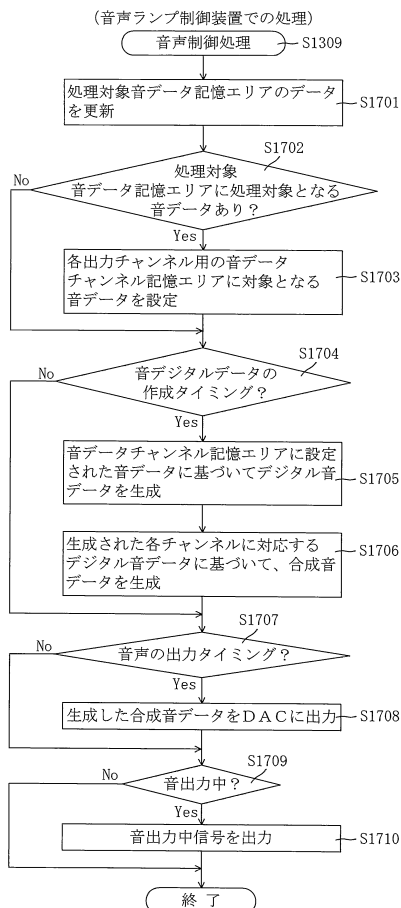 (音声ランプ制御装置での処理)
音声制御処理
S1309
処理対象音データ記憶エリアのデータ
を更新
S1701
S1702
処理対象
音データ記憶エリアに処理対象となる
音データあり？
No
Yes
各出力チャンネル用の音データ
チャンネル記憶エリアに対象となる
音データを設定
S1703
S1704
音デジタルデータの
作成タイミング？
No
Yes
音データチャンネル記憶エリアに設定
された音データに基づいてデジタル音
データを生成
S1705
生成された各チャンネルに対応する
デジタル音データに基づいて、合成音
データを生成
S1706
S1707
音声の出力タイミング？
No
Yes
生成した合成音データをＤＡＣに出力
S1708
S1709
音出力中？
No
Yes
音出力中信号を出力
S1710
終 了